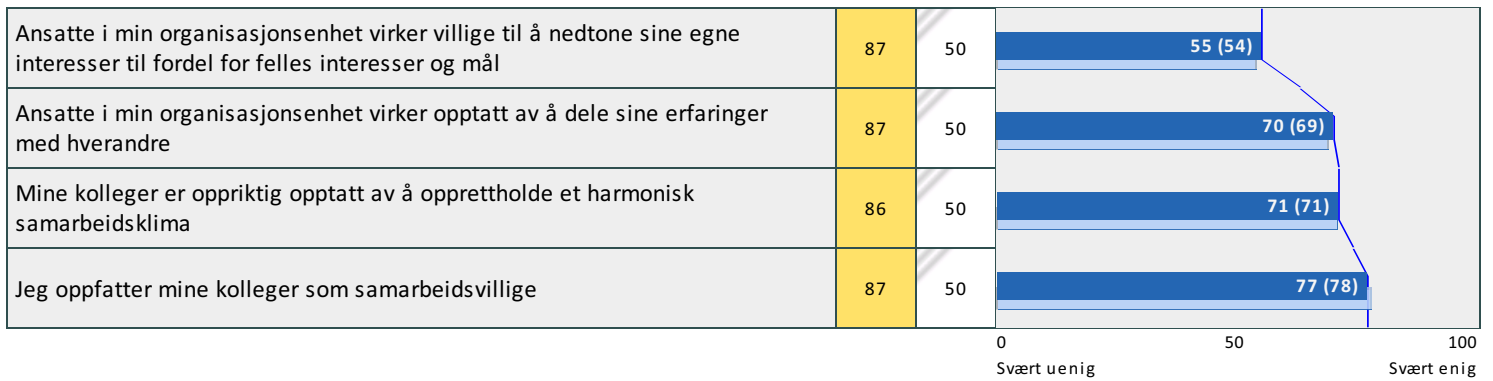 Ansatte i min organisasjonsenhet virker villige til å nedtone sine egne
interesser til fordel for felles interesser og mål
87
50
55 (54)
Ansatte i min organisasjonsenhet virker opptatt av å dele sine erfaringer
med hverandre
87
50
70 (69)
Mine kolleger er oppriktig opptatt av å opprettholde et harmonisk
samarbeidsklima
86
50
71 (71)
Jeg oppfatter mine kolleger som samarbeidsvillige
87
50
77 (78)
0 50 100
Svært uenig Svært enig